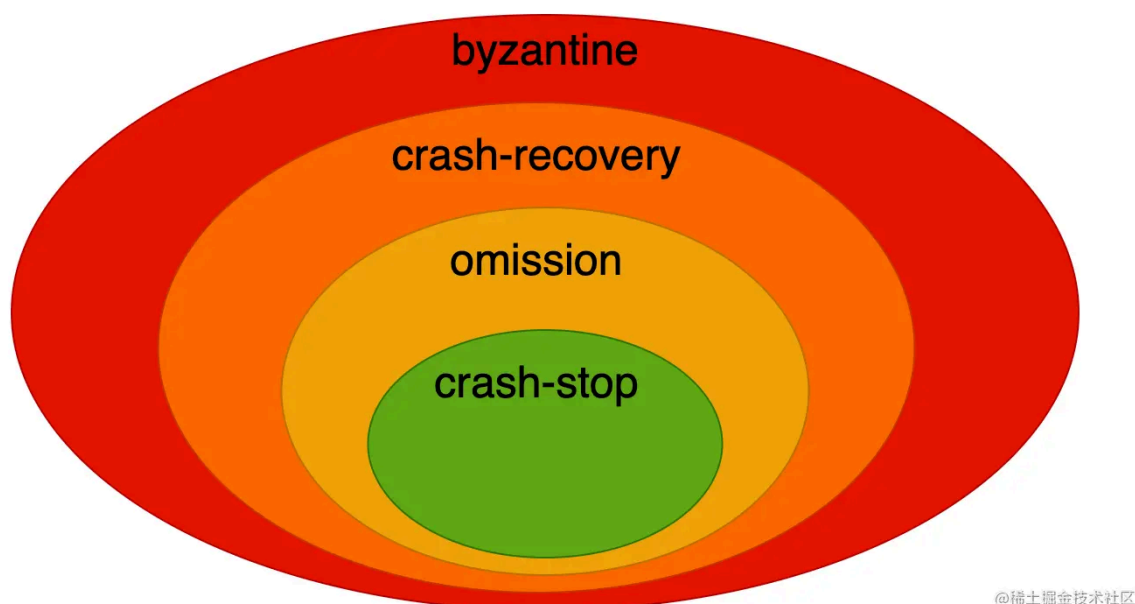 byzantine
crash-recovery
omission
crash-stop
@稀土掘金技术社区